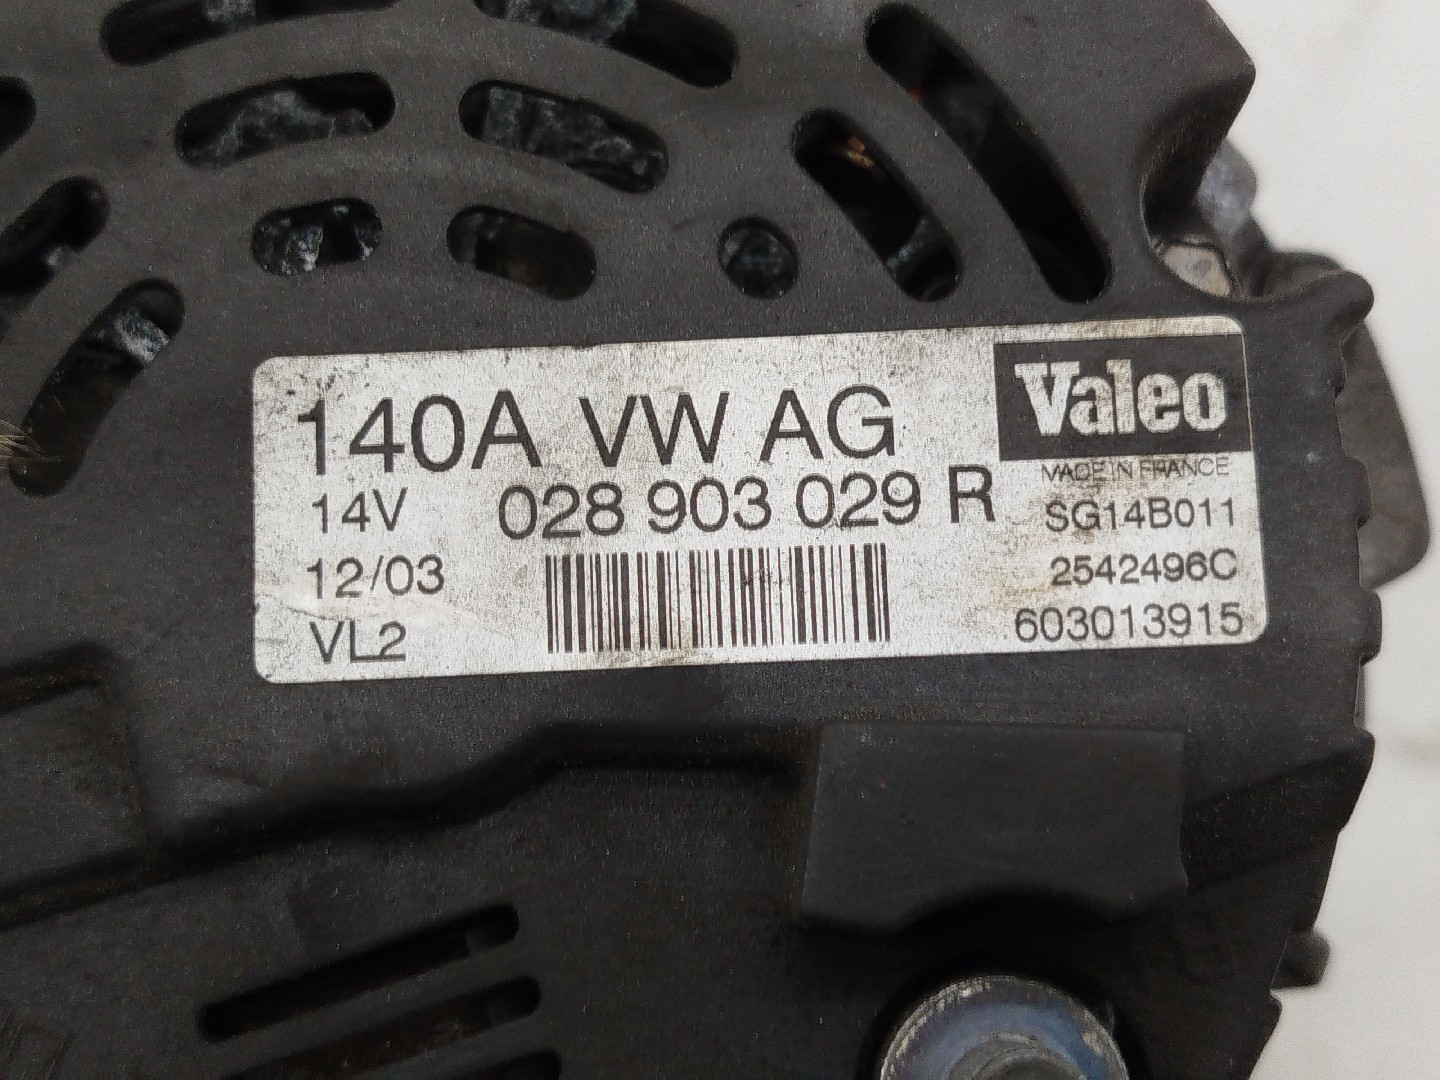 140A VW AG
Valeo
MADE IN FRANCE
14V
028 903 029 R
SG14B011
12/03
2542496C
VL2
603013915